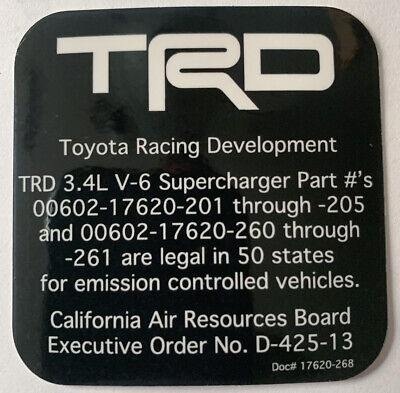 TRD
Toyota Racing Development
TRD 3.4L V-6 Supercharger Part #'s
00602-17620-201 through -205
and 00602-17620-260 through
-261 are legal in 50 states
for emission controlled vehicles.
California Air Resources Board
Executive Order No. D-425-13
Doc# 17620-268